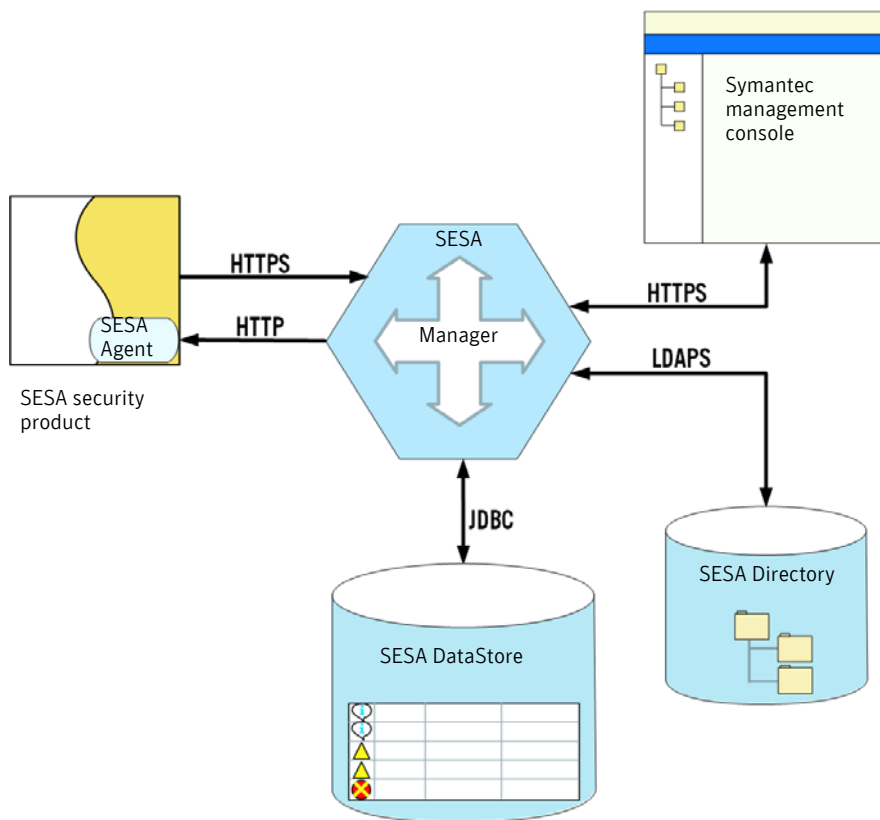 Symantec
management
console
SESA
HTTPS
HTTPS
SESA
Agent
HTTP
Manager
LDAPS
SESA security
product
JDBC
SESA Directory
SESA DataStore
i
i